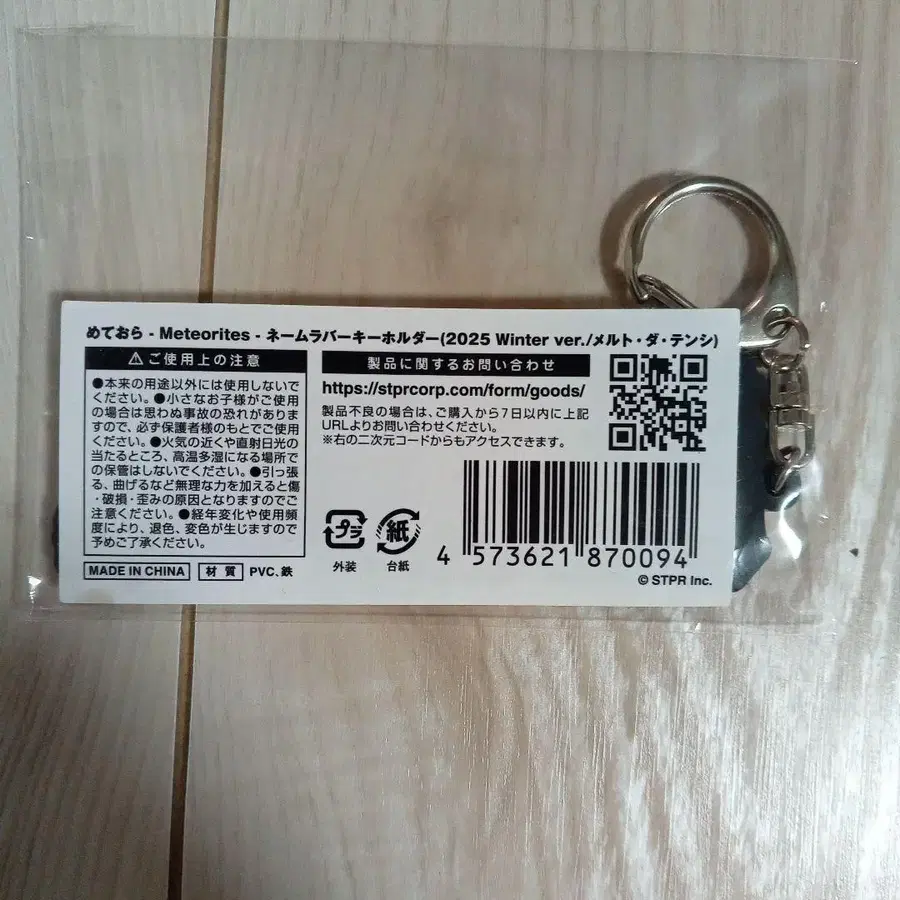 めておら - Meteorites - ネームラバーキーホルダー(2025 Winter ver./メルト・ダ・テンシ)
⚠ご使用上の注意
●本来の用途以外には使用しないで
ください。●小さなお子様がご使用
の場合は思わぬ事故の恐れがありま
すので、必ず保護者様のもとでご使用
ください。●火気の近くや直射日光の
当たるところ、高温多湿になる場所で
の保管はしないでください。●引っ張
る、曲げるなど無理な力を加えると傷
・破損・歪みの原因となりますのでご
注意ください。●経年変化や使用頻
度により、退色、変色が生じますので
予めご了承ください。
MADE IN CHINA 材質 PVC、鉄
製品に関するお問い合わせ
https://stprcorp.com/form/goods/
製品不良の場合は、ご購入から7日以内に上記
URLよりお問い合わせください。
※右の二次元コードからもアクセスできます。
プラ
外装
紙
台紙
4 573621 870094
© STPR Inc.